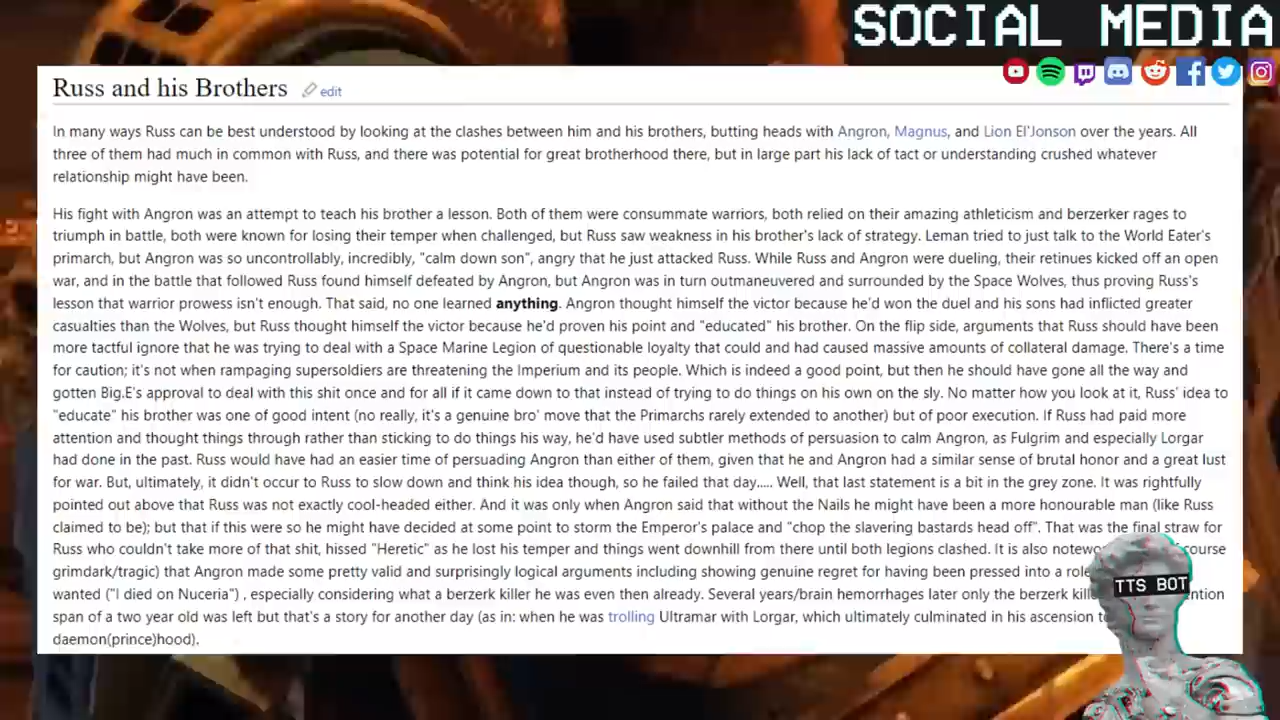 SOCIAL MEDIA
Russ and his Brothers edit
In many ways Russ can be best understood by looking at the clashes between him and his brothers, butting heads with Angron, Magnus, and Lion El'Jonson over the years. All
three of them had much in common with Russ, and there was potential for great brotherhood there, but in large part his lack of tact or understanding crushed whatever
relationship might have been.
His fight with Angron was an attempt to teach his brother a lesson. Both of them were consummate warriors, both relied on their amazing athleticism and berzerker rages to
triumph in battle, both were known for losing their temper when challenged, but Russ saw weakness in his brother's lack of strategy. Leman tried to just talk to the World Eater's
primarch, but Angron was so uncontrollably, incredibly, "calm down son", angry that he just attacked Russ. While Russ and Angron were dueling, their retinues kicked off an open
war, and in the battle that followed Russ found himself defeated by Angron, but Angron was in turn outmaneuvered and surrounded by the Space Wolves, thus proving Russ's
lesson that warrior prowess isn't enough. That said, no one learned anything. Angron thought himself the victor because he'd won the duel and his sons had inflicted greater
casualties than the Wolves, but Russ thought himself the victor because he'd proven his point and "educated" his brother. On the flip side, arguments that Russ should have been
more tactful ignore that he was trying to deal with a Space Marine Legion of questionable loyalty that could and had caused massive amounts of collateral damage. There's a time
for caution; it's not when rampaging supersoldiers are threatening the Imperium and its people. Which is indeed a good point, but then he should have gone all the way and
gotten Big.E's approval to deal with this shit once and for all if it came down to that instead of trying to do things on his own on the sly. No matter how you look at it, Russ' idea to
"educate" his brother was one of good intent (no really, it's a genuine bro' move that the Primarchs rarely extended to another) but of poor execution. If Russ had paid more
attention and thought things through rather than sticking to do things his way, he'd have used subtler methods of persuasion to calm Angron, as Fulgrim and especially Lorgar
had done in the past. Russ would have had an easier time of persuading Angron than either of them, given that he and Angron had a similar sense of brutal honor and a great lust
for war. But, ultimately, it didn't occur to Russ to slow down and think his idea though, so he failed that day..... Well, that last statement is a bit in the grey zone. It was rightfully
pointed out above that Russ was not exactly cool-headed either. And it was only when Angron said that without the Nails he might have been a more honourable man (like Russ
claimed to be); but that if this were so he might have decided at some point to storm the Emperor's palace and "chop the slavering bastards head off". That was the final straw for
Russ who couldn't take more of that shit, hissed "Heretic" as he lost his temper and things went downhill from there until both legions clashed. It is also course
grimdark/tragic) that Angron made some pretty valid and surprisingly logical arguments including showing genuine regret for having been pressed into a
wanted ("I died on Nuceria") , especially considering what a berzerk killer he was even then already. Several years/brain hemorrhages later only the berzerk
span of a two year old was left but that's a story for another day (as in: when he was trolling Ultramar with Lorgar, which ultimately culminated in his ascension
daemon(prince)hood).
TTS BOT